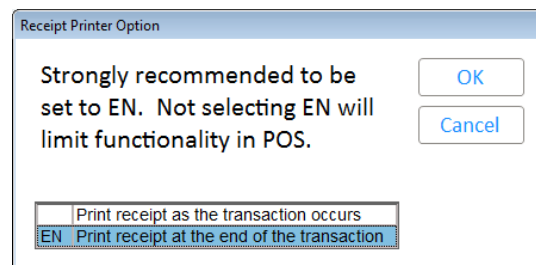 Receipt Printer Option
Strongly recommended to be
set to EN. Not selecting EN will
limit functionality in POS.
OK
Cancel
Print receipt as the transaction occurs
EN Print receipt at the end of the transaction